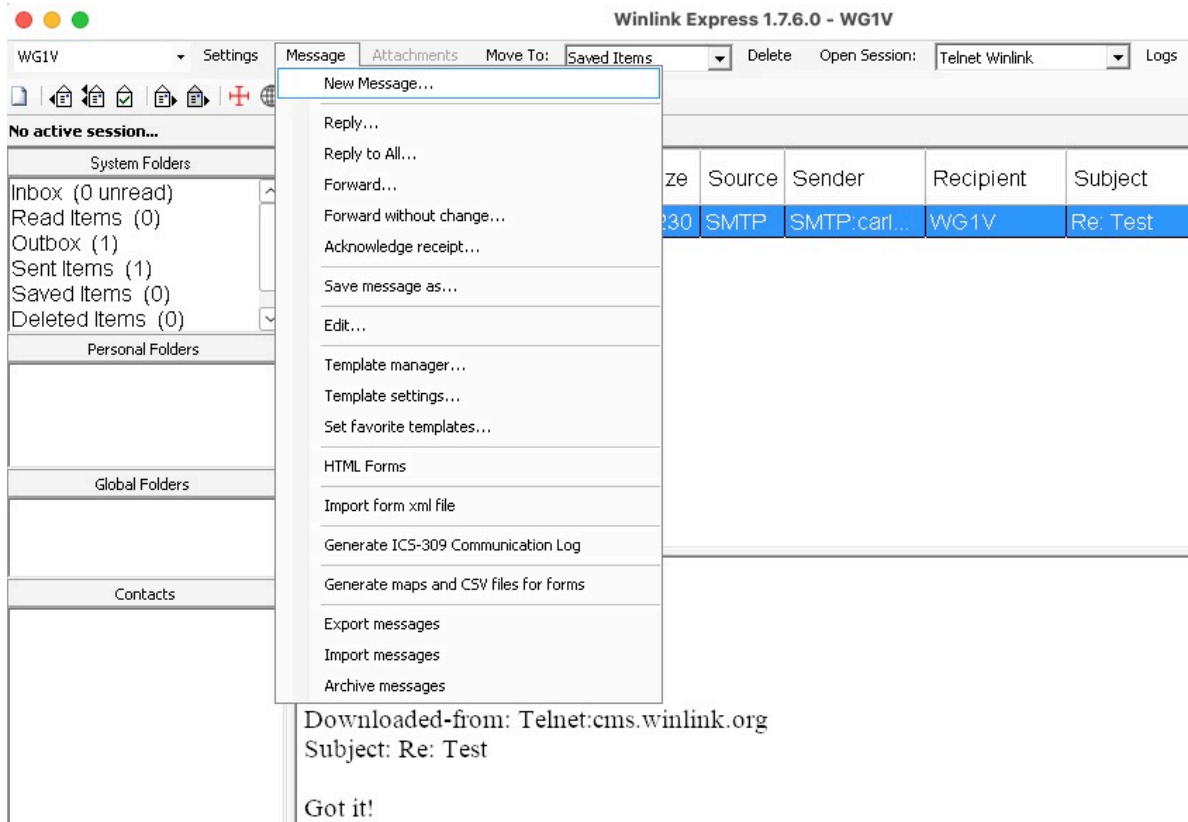 Winlink Express 1.7.6.0 - WG1V
WG1V Settings Message Attachments Move To: Saved Items Delete Open Session: Telnet Winlink Logs
No active session...
System Folders
Inbox (0 unread)
Read Items (0)
Outbox (1)
Sent Items (1)
Saved Items (0)
Deleted Items (0)
Personal Folders
Global Folders
Contacts
New Message...
Reply...
Reply to All...
Forward...
Forward without change...
Acknowledge receipt...
Save message as...
Edit...
Template manager...
Template settings...
Set favorite templates...
HTML Forms
Import form xml file
Generate ICS-309 Communication Log
Generate maps and CSV files for forms
Export messages
Import messages
Archive messages
ze Source Sender Recipient Subject
230 SMTP SMTP:carl... WG1V Re: Test
Downloaded-from: Telnet:cms.winlink.org
Subject: Re: Test
Got it!